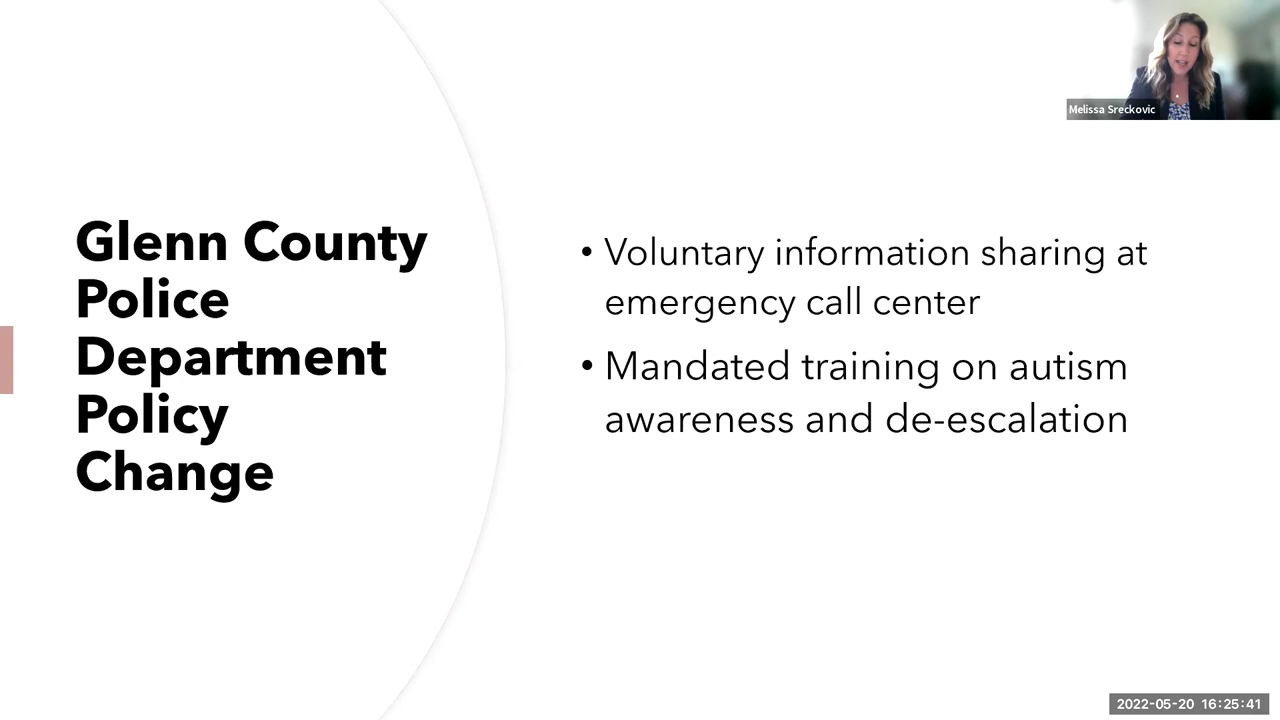 Melissa Sreckovic
Glenn County
Police
Department
Policy
Change
• Voluntary information sharing at
emergency call center
• Mandated training on autism
awareness and de-escalation
2022-05-20 16:25:41